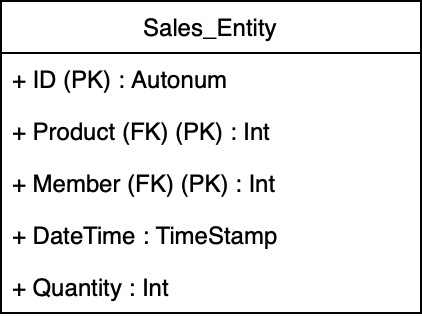 Sales_Entity
+ ID (PK) : Autonum
+ Product (FK) (PK) : Int
+ Member (FK) (PK) : Int
+ DateTime : TimeStamp
+ Quantity : Int